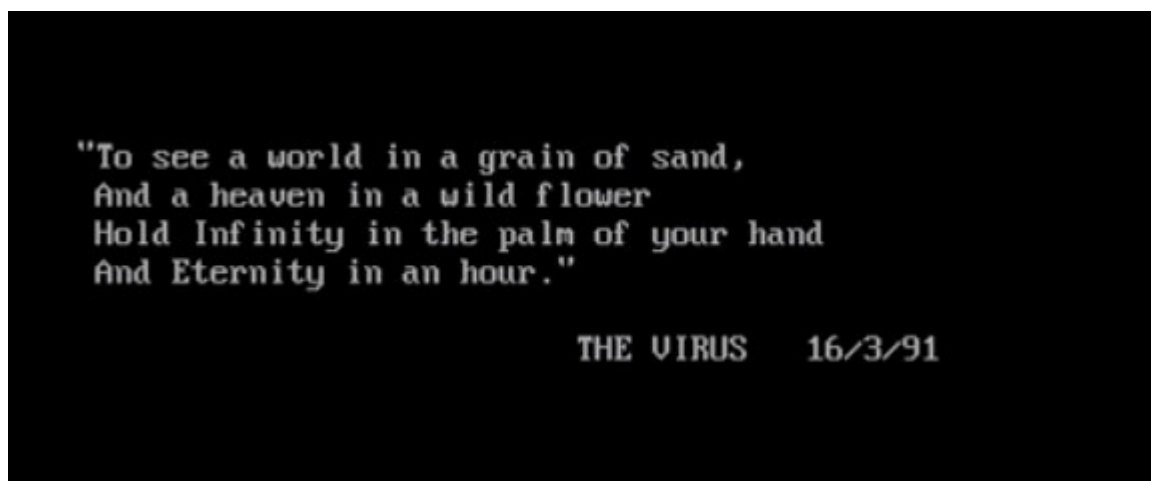 "To see a world in a grain of sand,
And a heaven in a wild flower
Hold Infinity in the palm of your hand
And Eternity in an hour."
THE VIRUS 16/3/91